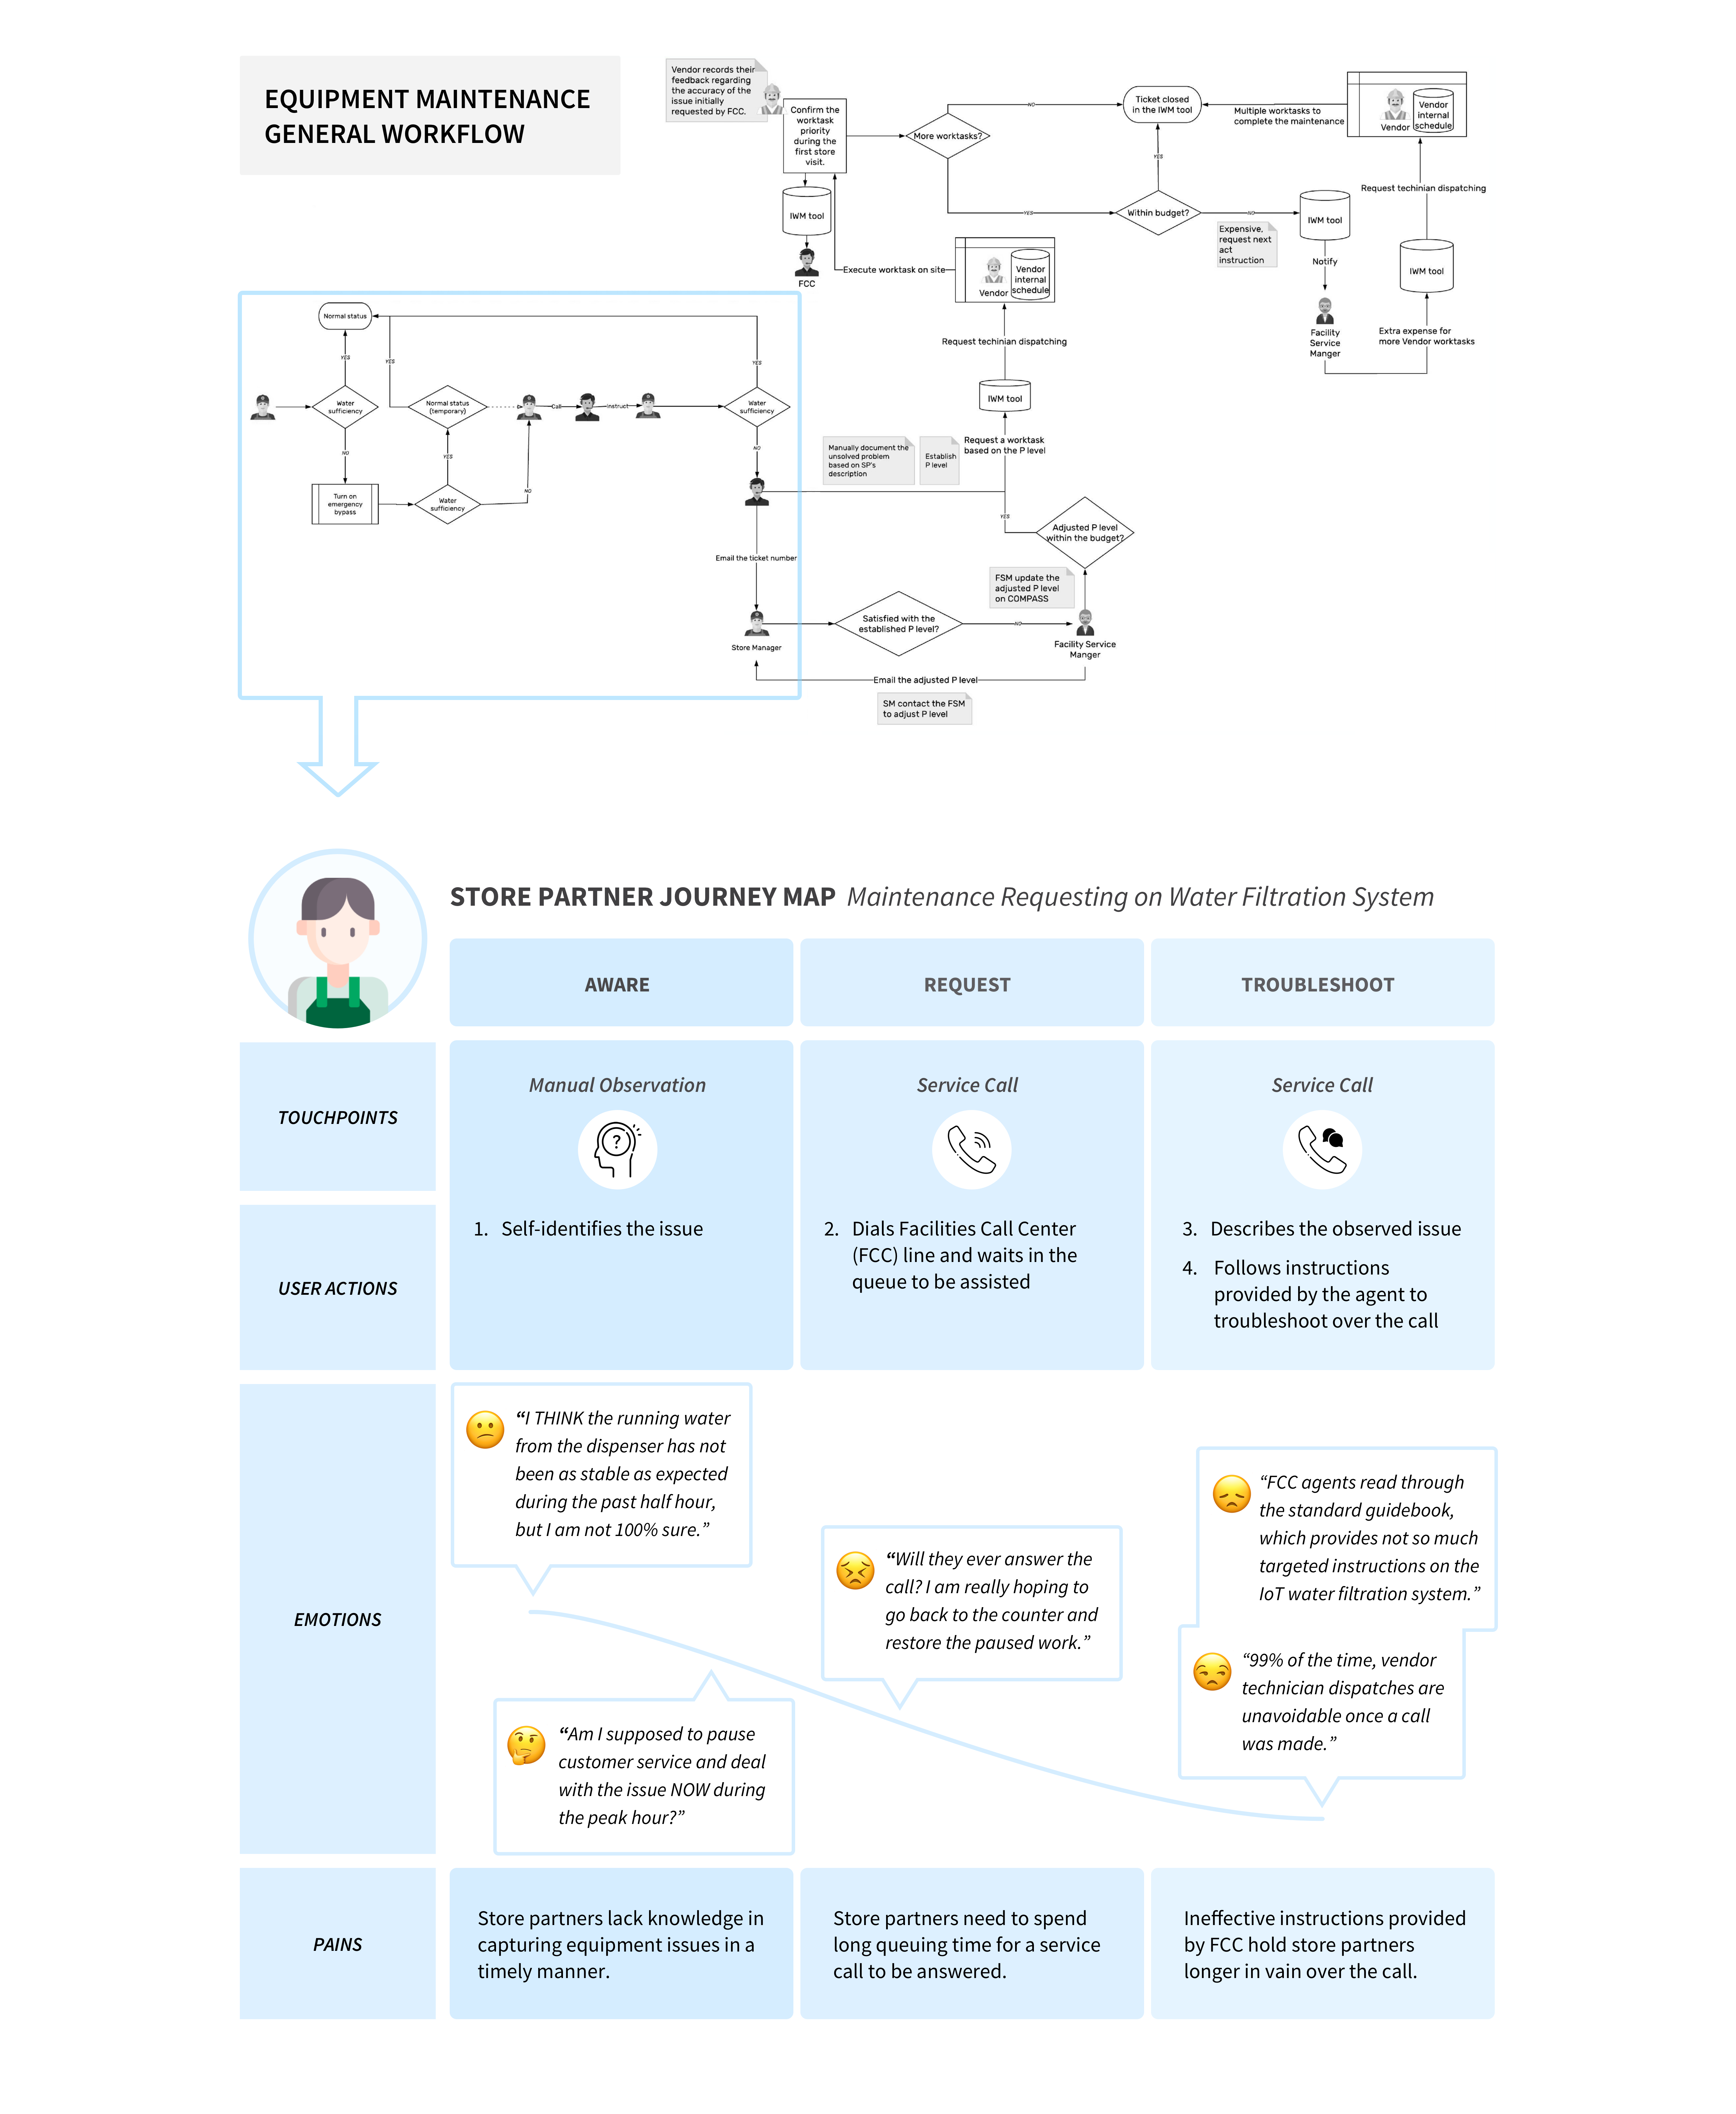 EQUIPMENT MAINTENANCE
GENERAL WORKFLOW
Vendor records their
feedback regarding
the accuracy of the
issue initially
requested by FCC.
Confirm the
worktask
priority
during the
first store
visit.
IWM tool
FCC
More worktasks?
NO
YES
Ticket closed
in the IWM tool
YES
Within budget?
NO
Expensive,
request next
act
instruction
Multiple worktasks to
complete the maintenance
Vendor
Vendor
internal
schedule
Request techinian dispatching
IWM tool
Notify
Facility
Service
Manger
IWM tool
Extra expense for
more Vendor worktasks
Execute worktask on site
Vendor
Vendor
internal
schedule
Request techinian dispatching
IWM tool
Request a worktask
based on the P level
Manually document the
unsolved problem
based on SP's
description
Establish
P level
YES
Adjusted P level
within the budget?
FSM update the
adjusted P level
on COMPASS
Satisfied with the
established P level?
NO
Facility Service
Manger
Email the adjusted P level
SM contact the FSM
to adjust P level
Normal status
YES
YES
YES
Water
sufficiency
Normal status
(temporary)
Call
Instruct
Water
sufficiency
NO
YES
NO
NO
Turn on
emergency
bypass
Water
sufficiency
Email the ticket number
Store Manager
STORE PARTNER JOURNEY MAP Maintenance Requesting on Water Filtration System
AWARE
REQUEST
TROUBLESHOOT
TOUCHPOINTS
Manual Observation
Service Call
Service Call
?
USER ACTIONS
1. Self-identifies the issue
2. Dials Facilities Call Center
(FCC) line and waits in the
queue to be assisted
3. Describes the observed issue
4. Follows instructions
provided by the agent to
troubleshoot over the call
EMOTIONS
“I THINK the running water
from the dispenser has not
been as stable as expected
during the past half hour,
but I am not 100% sure.”
“Am I supposed to pause
customer service and deal
with the issue NOW during
the peak hour?”
“Will they ever answer the
call? I am really hoping to
go back to the counter and
restore the paused work.”
“FCC agents read through
the standard guidebook,
which provides not so much
targeted instructions on the
IoT water filtration system.”
“99% of the time, vendor
technician dispatches are
unavoidable once a call
was made.”
PAINS
Store partners lack knowledge in
capturing equipment issues in a
timely manner.
Store partners need to spend
long queuing time for a service
call to be answered.
Ineffective instructions provided
by FCC hold store partners
longer in vain over the call.